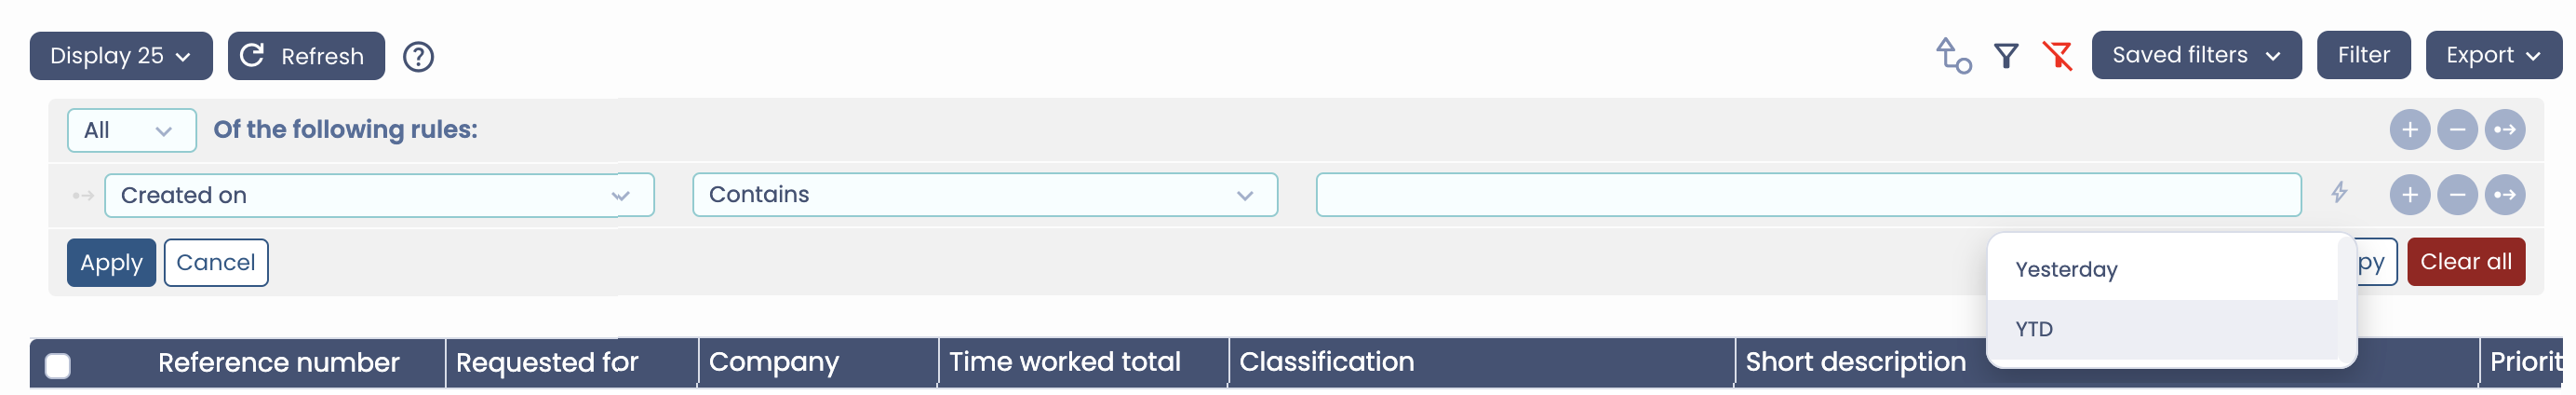 Display 25 Refresh ? Saved filters Filter Export
All Of the following rules:
Created on Contains
Apply Cancel py Clear all
Yesterday
YTD
Reference number Requested for Company Time worked total Classification Short description Priorit